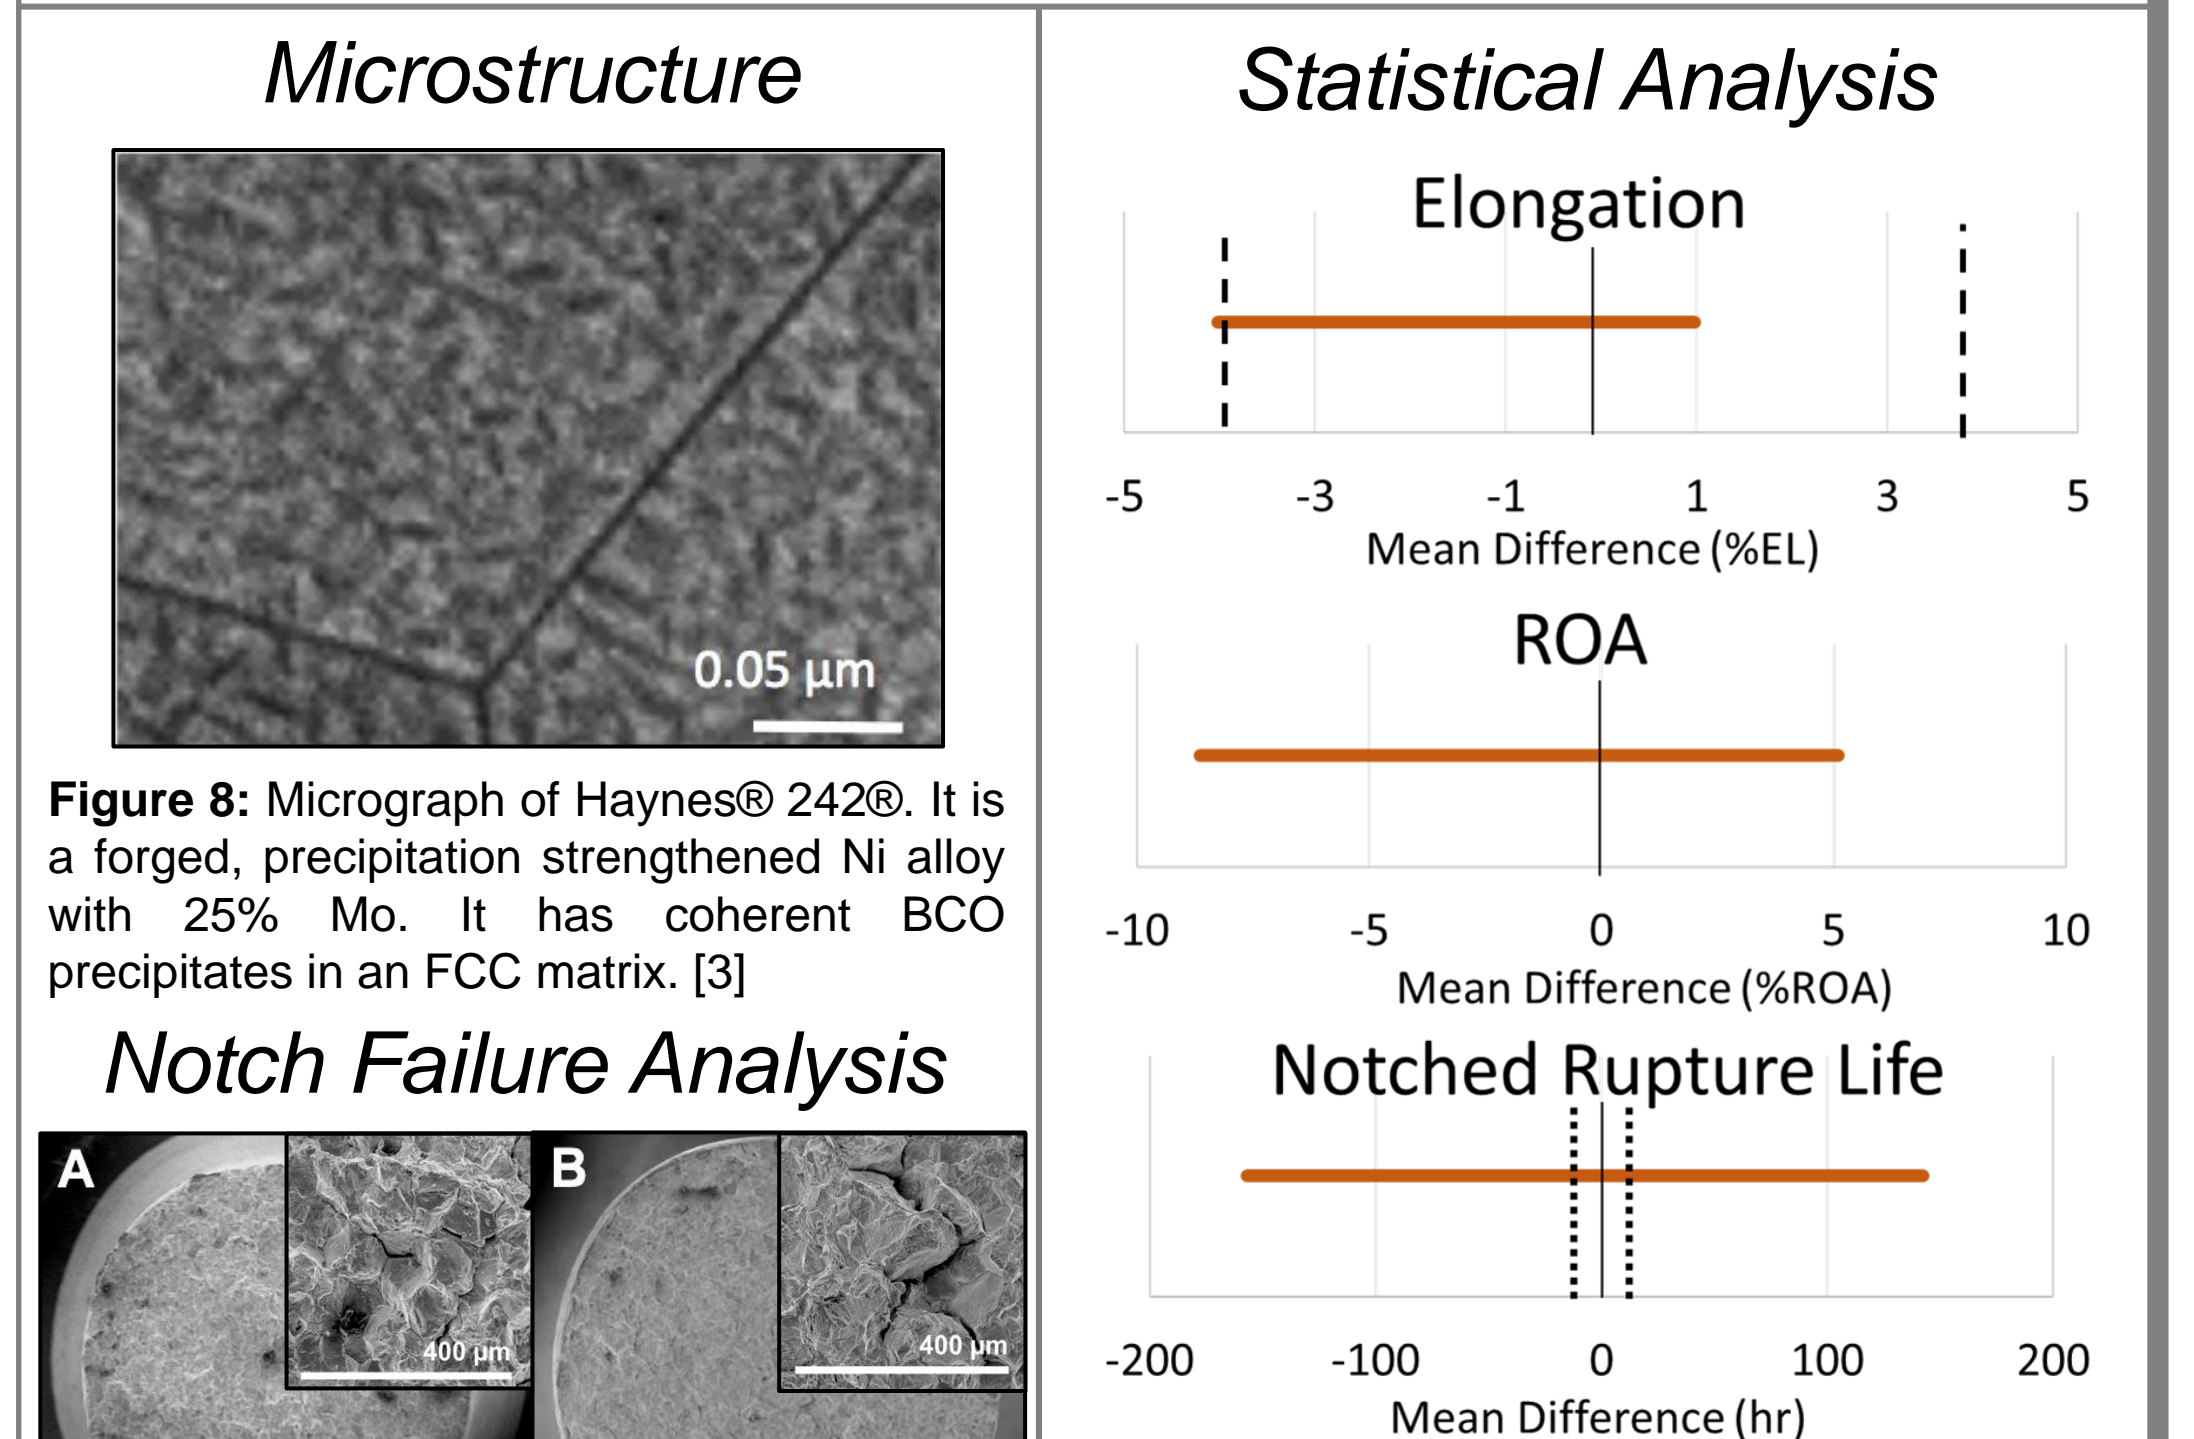 Microstructure
0.05 µm
Figure 8: Micrograph of Haynes® 242®. It is
a forged, precipitation strengthened Ni alloy
with 25% Mo. It has coherent BCO
precipitates in an FCC matrix. [3]
Notch Failure Analysis
A
400 µm
B
400 µm
Statistical Analysis
Elongation
-5 -3 -1 1 3 5
Mean Difference (%EL)
ROA
-10 -5 0 5 10
Mean Difference (%ROA)
Notched Rupture Life
-200 -100 0 100 200
Mean Difference (hr)